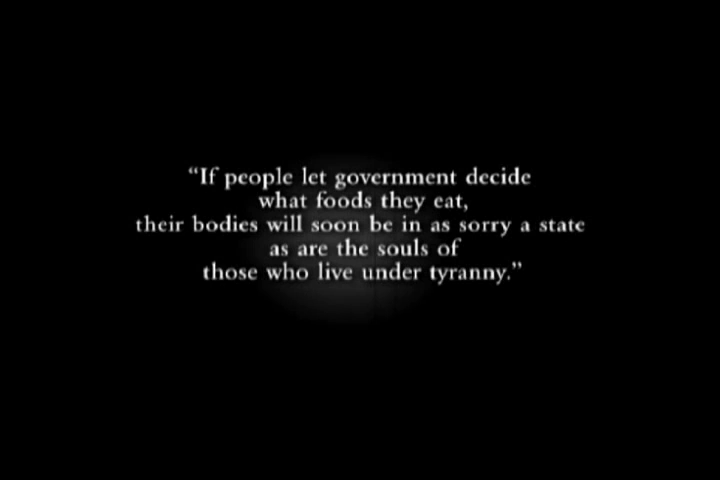 “If people let government decide
what foods they eat,
their bodies will soon be in as sorry a state
as are the souls of
those who live under tyranny.”